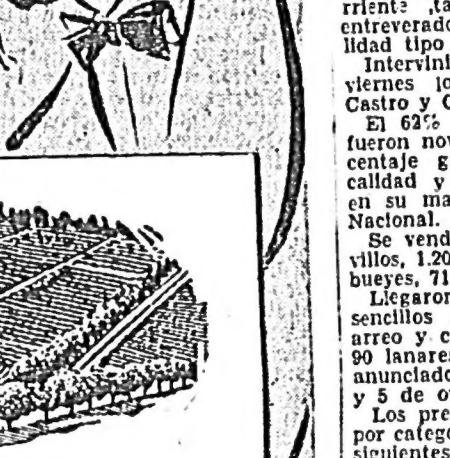 rriente ,ta
entreverado
lidad tipo
Intervini
viernes lo
Castro y C
El 62%
fueron nov
centaje g
calidad y
en su ma
Nacional.
Se vend
villos, 1.20
bueyes, 71
Llegaron
sencillos
arreo y c
90 lanares
anunciado
y 5 de o
Los pre
por catego
siguientes